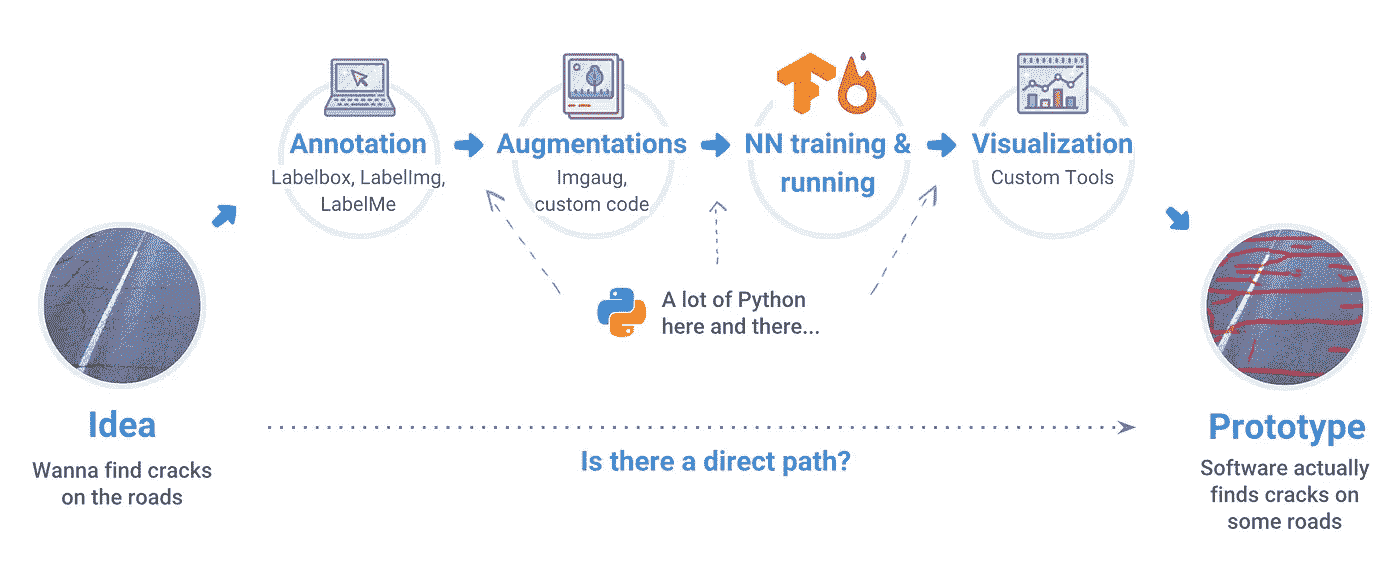 Annotation
Labelbox, LabelImg,
LabelMe
Augmentations
Imgaug,
custom code
NN training &
running
Visualization
Custom Tools
A lot of Python
here and there...
Idea
Wanna find cracks
on the roads
Is there a direct path?
Prototype
Software actually
finds cracks on
some roads